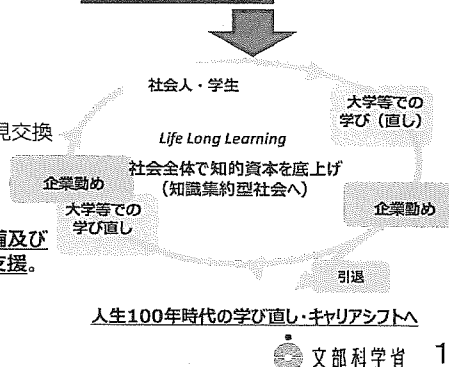 社会人・学生
大学等での
学び（直し）
見交換
Life Long Learning
社会全体で知的資本を底上げ
（知識集約型社会へ）
企業勤め
大学等での
学び直し
企業勤め
備及び
支援。
引退
人生100年時代の学び直し・キャリアシフトへ
文部科学省 1